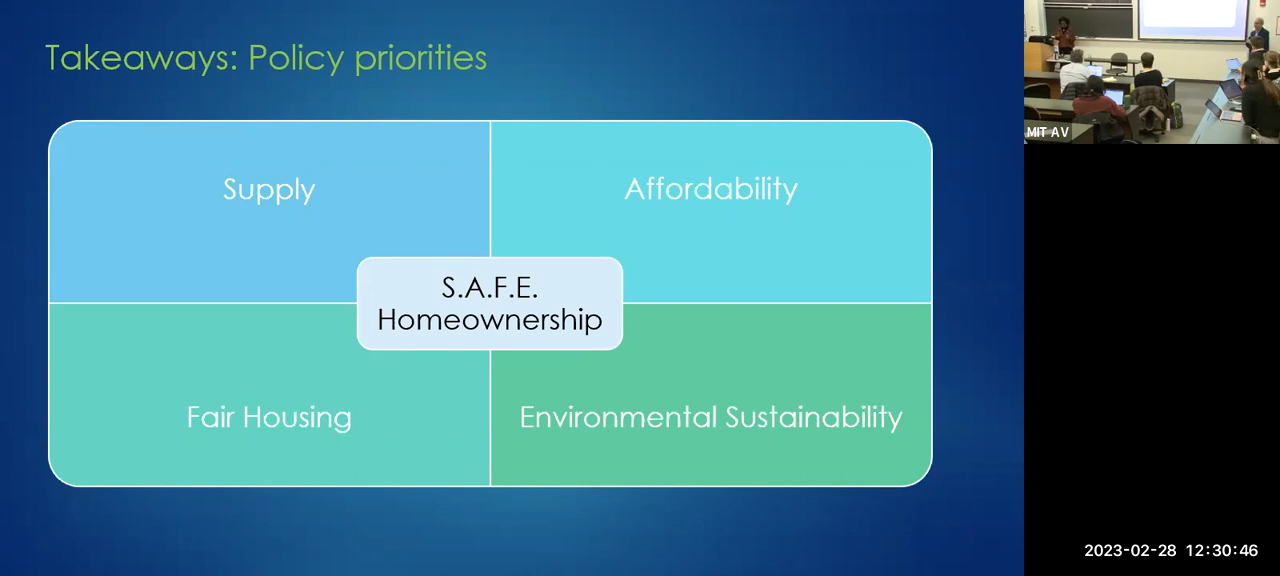 Takeaways: Policy priorities
Supply
Affordability
S.A.F.E.
Homeownership
Fair Housing
Environmental Sustainability
MIT AV
2023-02-28 12:30:46